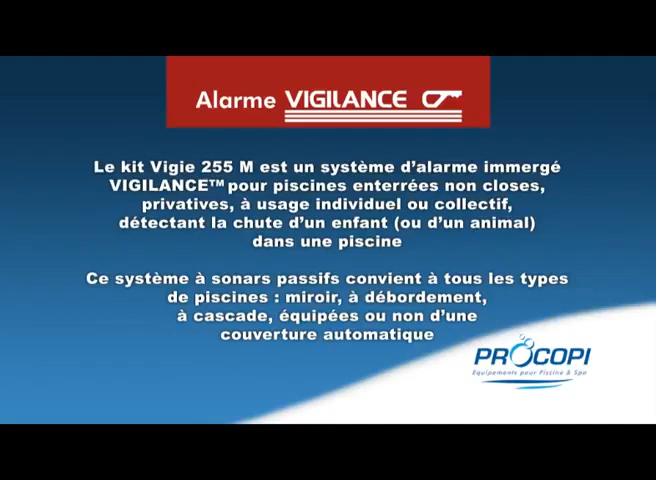 Alarme VIGILANCE
Le kit Vigie 255 M est un système d'alarme immergé
VIGILANCE™ pour piscines enterrées non closes,
privatives, à usage individuel ou collectif,
détectant la chute d'un enfant (ou d'un animal)
dans une piscine
Ce système à sonars passifs convient à tous les types
de piscines : miroir, à débordement,
à cascade, équipées ou non d'une
couverture automatique
PROCOPI
Equipements pour Piscine & Spa